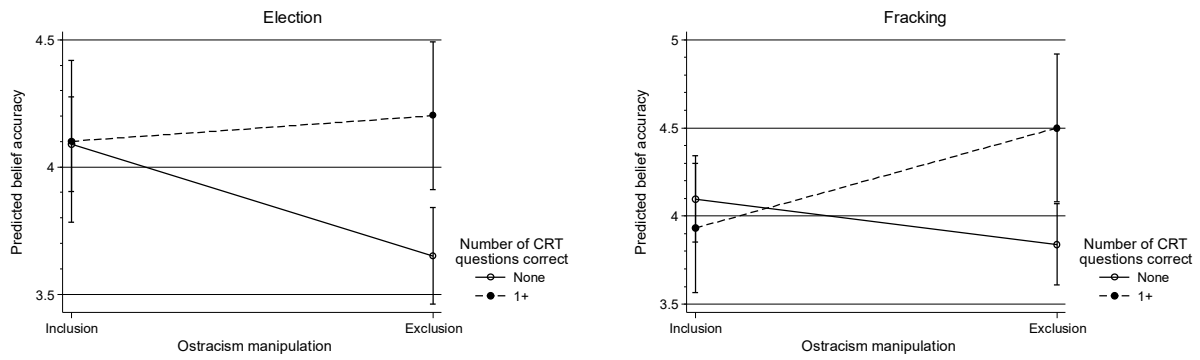 Election
Predicted belief accuracy
4.5
4
3.5
Inclusion
Exclusion
Ostracism manipulation
Number of CRT
questions correct
None
1+
Fracking
Predicted belief accuracy
5
4.5
4
3.5
Inclusion
Exclusion
Ostracism manipulation
Number of CRT
questions correct
None
1+